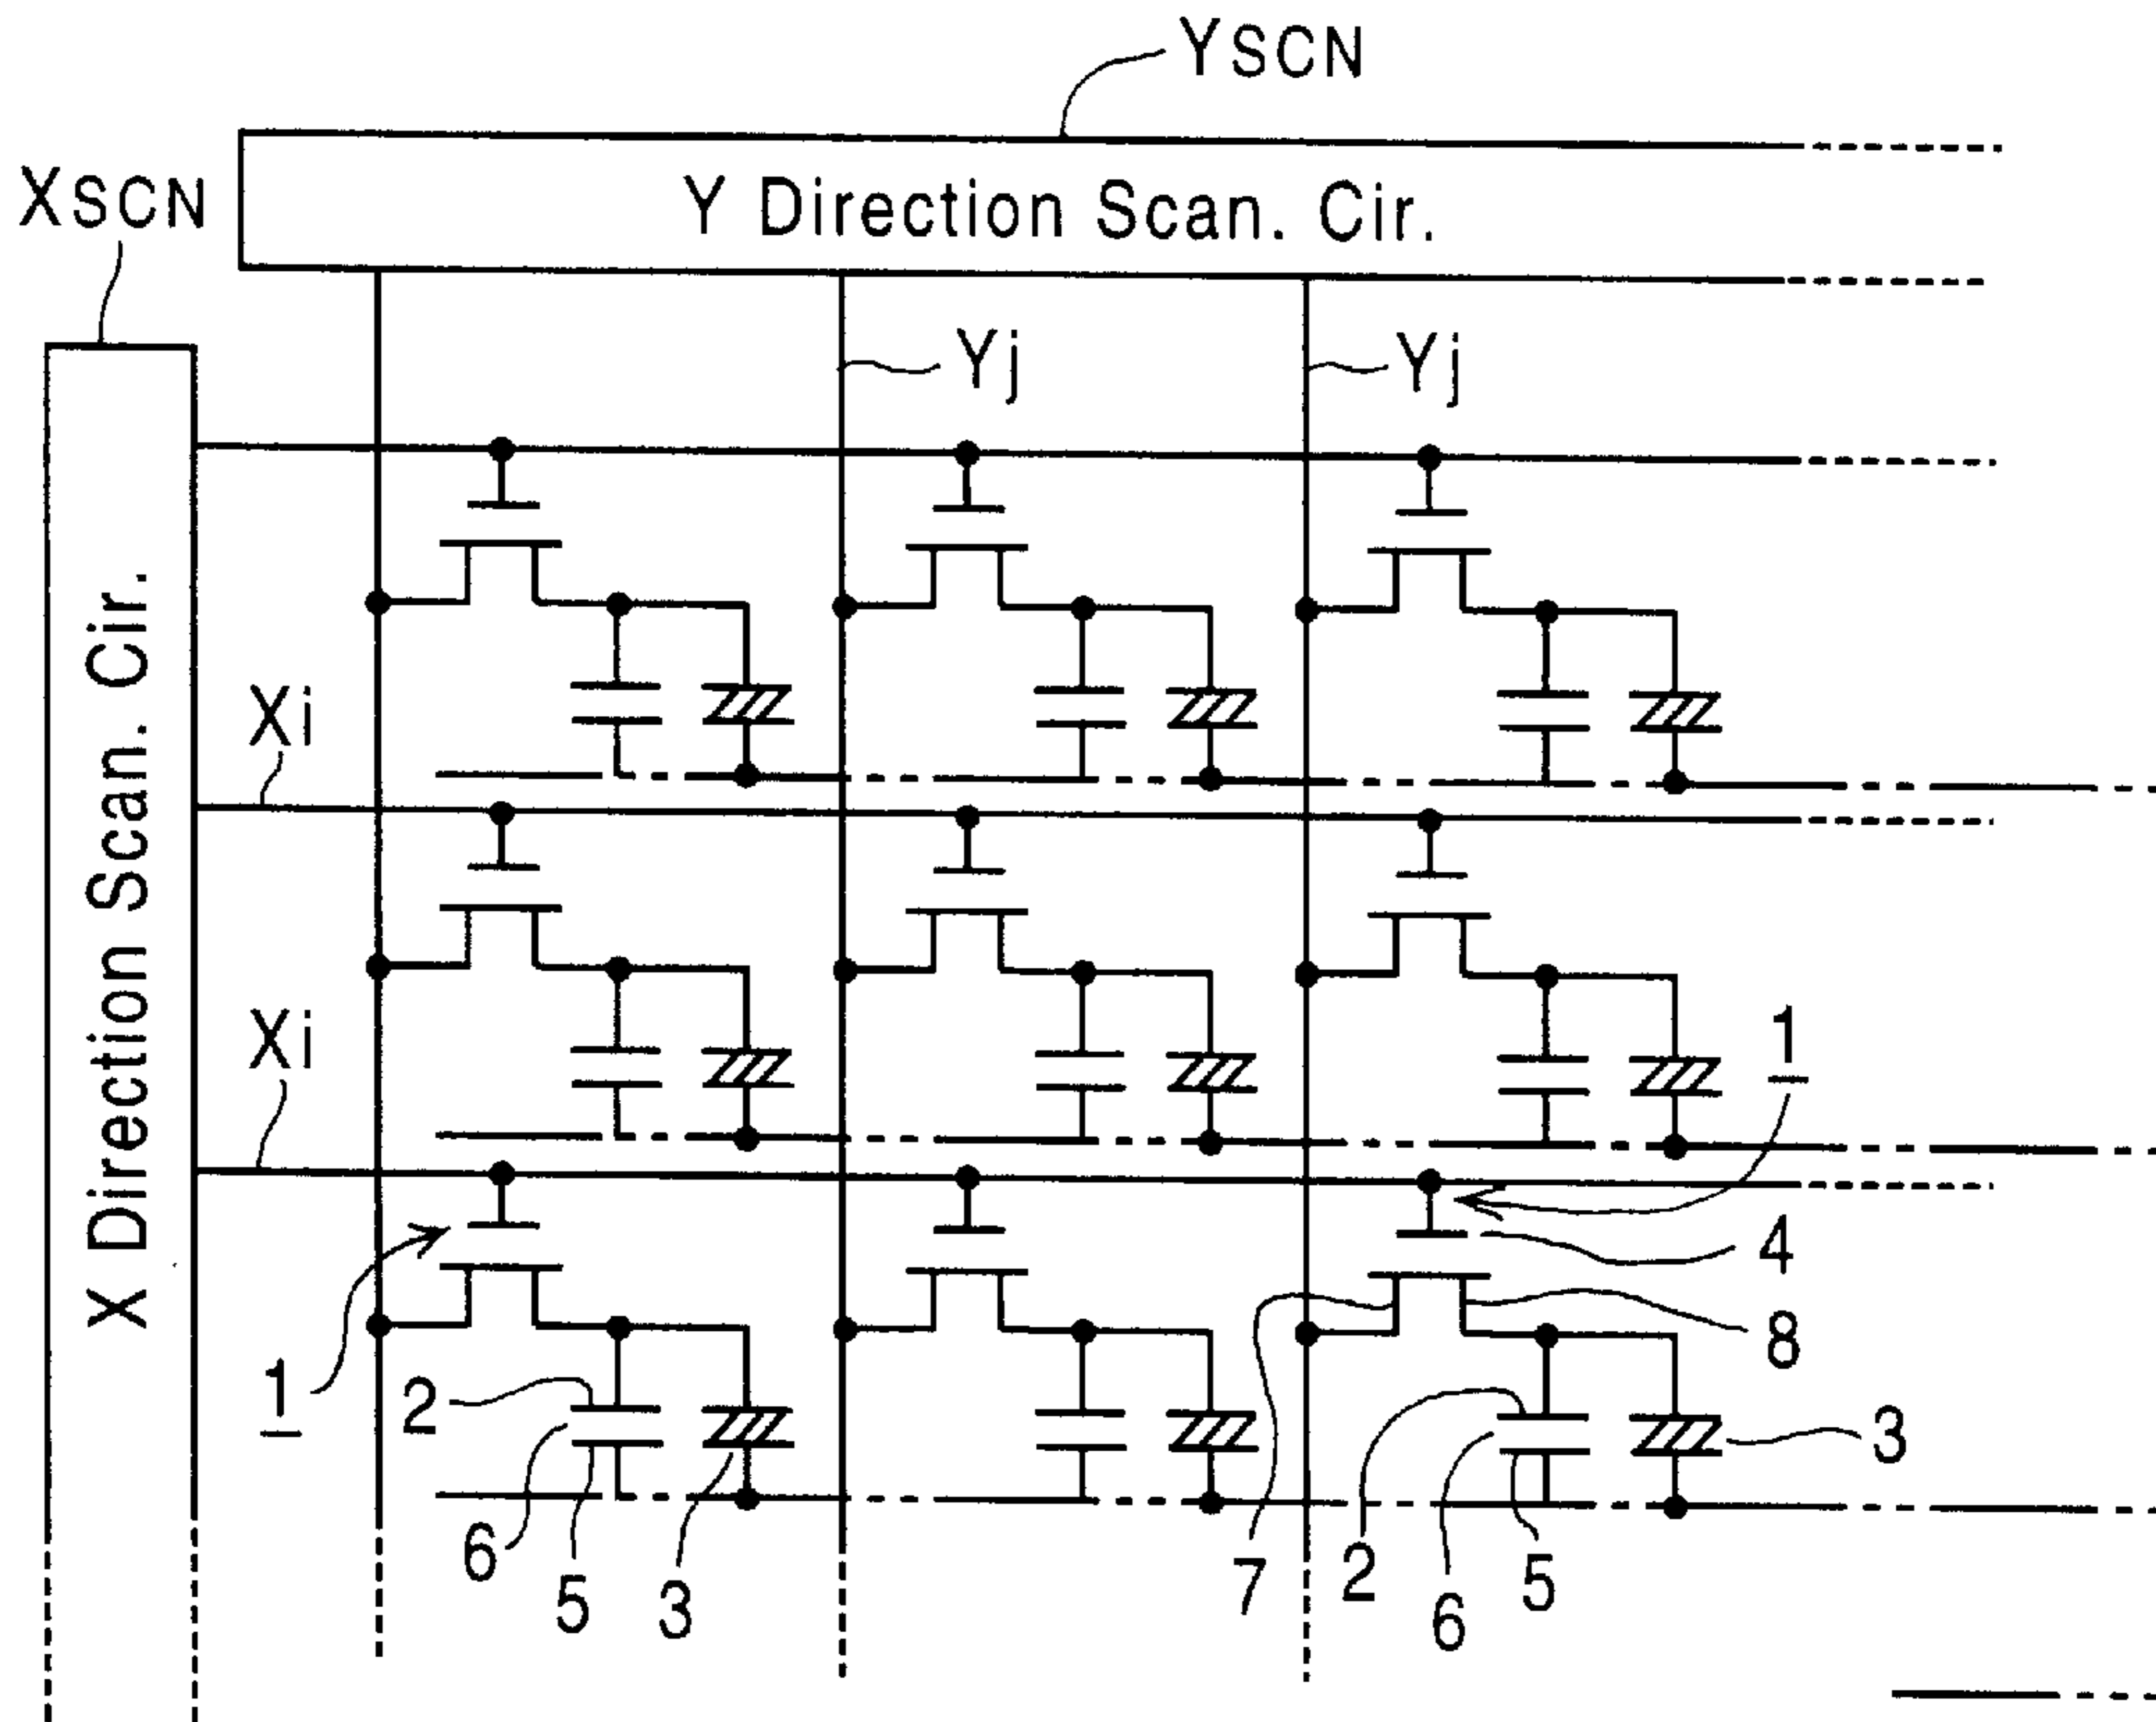 YSCN
XSCN
Y Direction Scan. Cir.
X Direction Scan. Cir.
Yj
Yj
Xi
Xi
1
4
8
1
2
3
6
5
3
7
2
6
5